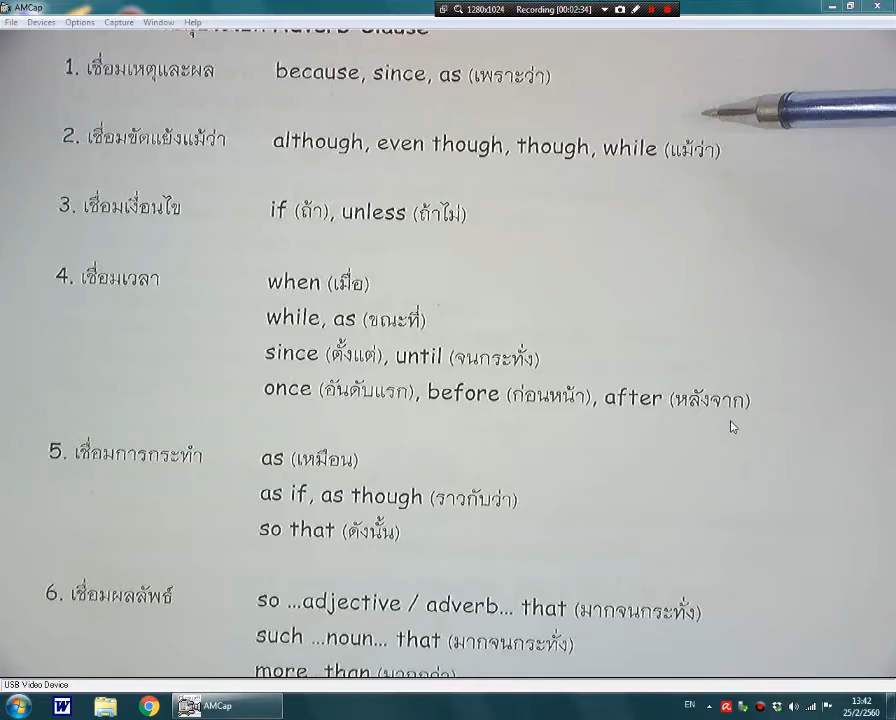 AMCap
1280x1024 Recording [00:02:34]
File Devices Options Capture Window Help
Adverb Clause
1. เชื่อมเหตุและผล because, since, as (เพราะว่า)
2. เชื่อมขัดแย้งแม้ว่า although, even though, though, while (แม้ว่า)
3. เชื่อมเงื่อนไข if (ถ้า), unless (ถ้าไม่)
4. เชื่อมเวลา when (เมื่อ)
while, as (ขณะที่)
since (ตั้งแต่), until (จนกระทั่ง)
once (อันดับแรก), before (ก่อนหน้า), after (หลังจาก)
5. เชื่อมการกระทำ as (เหมือน)
as if, as though (ราวกับว่า)
so that (ดังนั้น)
6. เชื่อมผลลัพธ์ so ...adjective / adverb... that (มากจนกระทั่ง)
such ...noun... that (มากจนกระทั่ง)
more...than (มากกว่า)
USB Video Device
AMCap
EN
13:42
25/2/2560